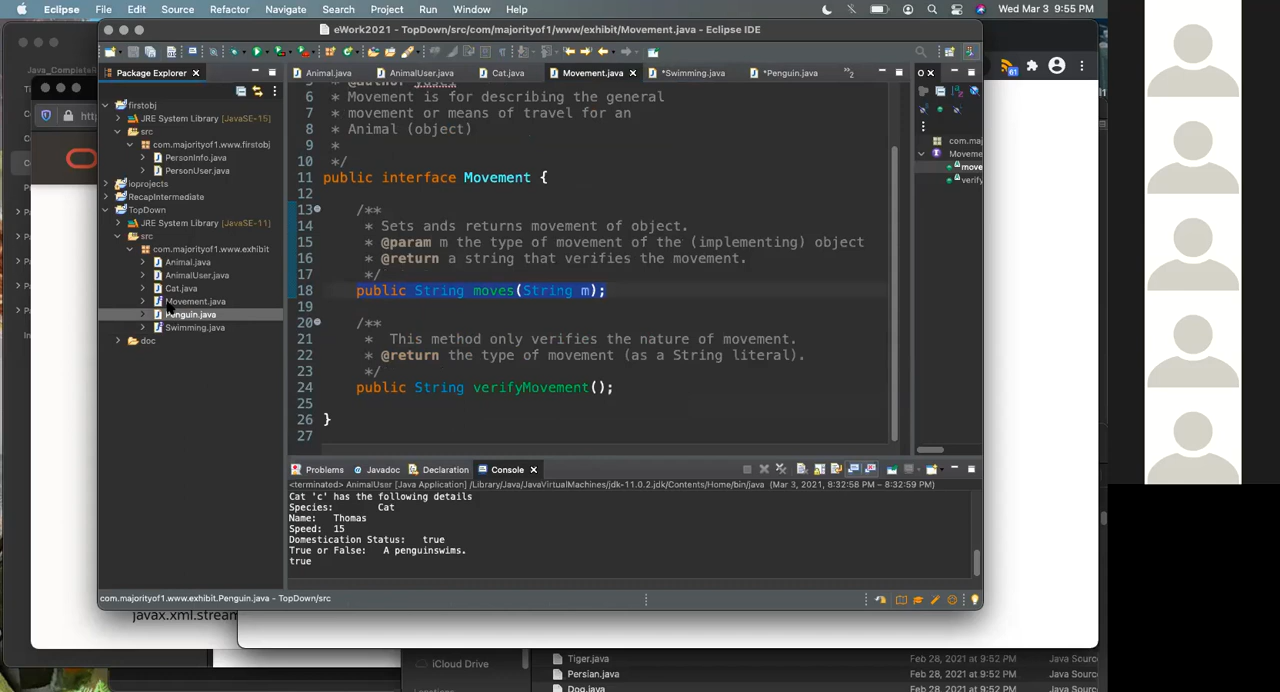 Eclipse File Edit Source Refactor Navigate Search Project Run Window Help Wed Mar 3 9:55 PM
eWork2021 - TopDown/src/com/majorityof1/www/exhibit/Movement.java - Eclipse IDE
Package Explorer
Animal.java AnimalUser.java Cat.java Movement.java *Swimming.java *Penguin.java
firstobj
JRE System Library [JavaSE-15]
src
com.majorityof1.www.firstobj
PersonInfo.java
PersonUser.java
ioprojects
RecapIntermediate
TopDown
JRE System Library [JavaSE-11]
src
com.majorityof1.www.exhibit
Animal.java
AnimalUser.java
Cat.java
Movement.java
Penguin.java
Swimming.java
doc
6 * Movement is for describing the general
7 * movement or means of travel for an
8 * Animal (object)
9 *
10 */
11 public interface Movement {
12
13 /**
14 * Sets ands returns movement of object.
15 * @param m the type of movement of the (implementing) object
16 * @return a string that verifies the movement.
17 */
18 public String moves(String m);
19
20 /**
21 * This method only verifies the nature of movement.
22 * @return the type of movement (as a String literal).
23 */
24 public String verifyMovement();
25
26 }
27
com.ma
Movem
move
verify
Problems Javadoc Declaration Console
<terminated> AnimalUser [Java Application] /Library/Java/JavaVirtualMachines/jdk-11.0.2.jdk/Contents/Home/bin/java (Mar 3, 2021, 8:32:58 PM – 8:32:59 PM)
Cat 'c' has the following details
Species: Cat
Name: Thomas
Speed: 15
Domestication Status: true
True or False: A penguinswims.
true
com.majorityof1.www.exhibit.Penguin.java - TopDown/src
61
javax.xml.stream
iCloud Drive
Tiger.java Feb 28, 2021 at 9:52 PM Java Source
Persian.java Feb 28, 2021 at 9:52 PM Java Source
Dog.java Feb 28, 2021 at 9:52 PM Java Source